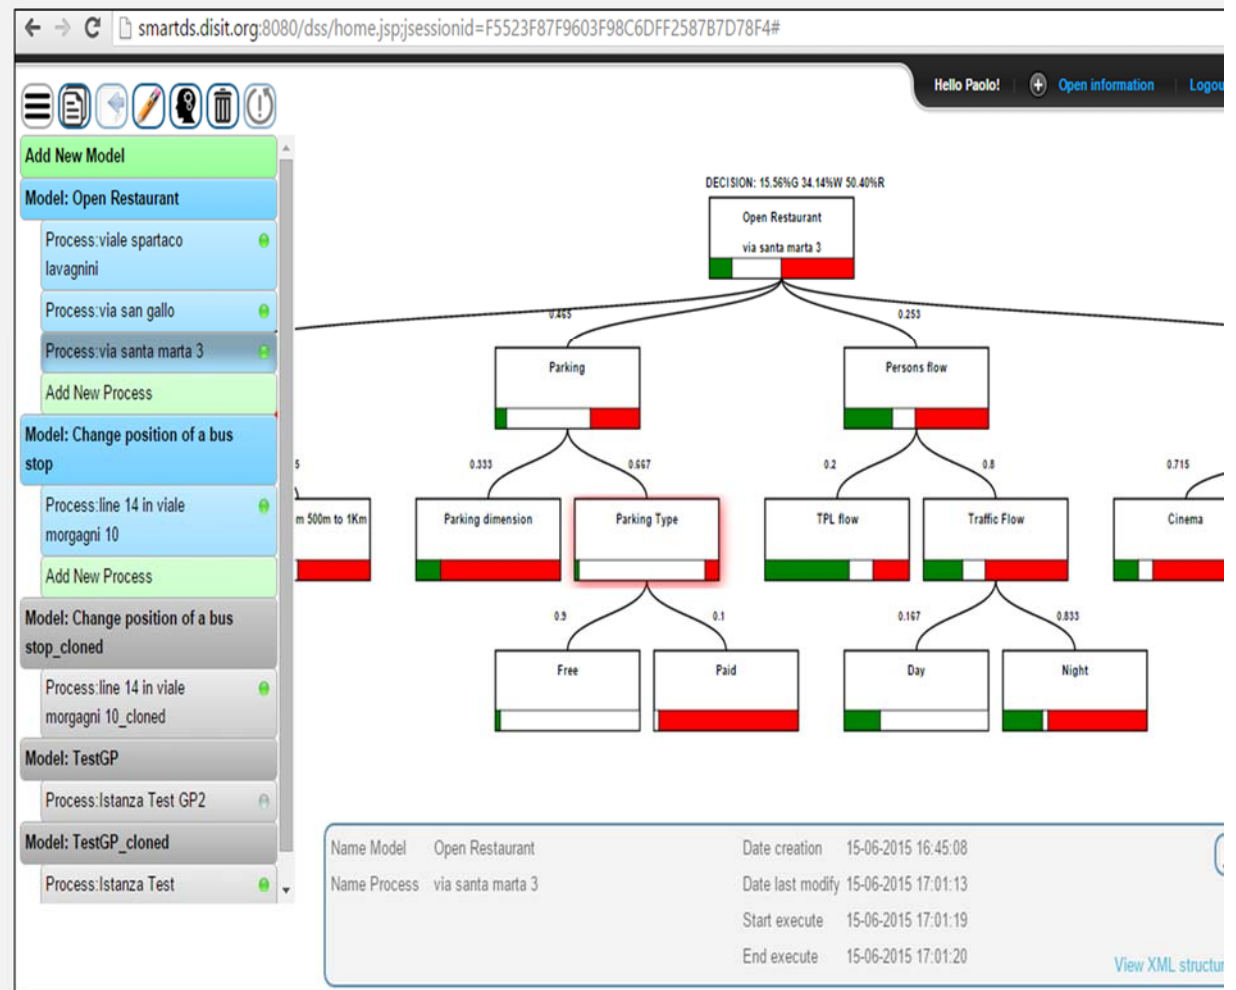 smartds.disit.org:8080/dss/home.jsp;jsessionid=F5523F87F9603F98C6DFF2587B7D78F4#
Hello Paolo!
Open information
Logou
Add New Model
Model: Open Restaurant
Process:viale spartaco
lavagnini
Process:via san gallo
Process:via santa marta 3
Add New Process
Model: Change position of a bus
stop
Process:line 14 in viale
morgagni 10
Add New Process
Model: Change position of a bus
stop_cloned
Process:line 14 in viale
morgagni 10_cloned
Model: TestGP
Process:Istanza Test GP2
Model: TestGP_cloned
Process:Istanza Test
DECISION: 15.56%G 34.14%W 50.40%R
Open Restaurant
via santa marta 3
0.465
0.253
Parking
Persons flow
5
0.333
0.667
0.2
0.8
0.715
m 500m to 1Km
Parking dimension
Parking Type
TPL flow
Traffic Flow
Cinema
0.9
0.1
0.167
0.833
Free
Paid
Day
Night
Name Model Open Restaurant
Name Process via santa marta 3
Date creation 15-06-2015 16:45:08
Date last modify 15-06-2015 17:01:13
Start execute 15-06-2015 17:01:19
End execute 15-06-2015 17:01:20
View XML structur